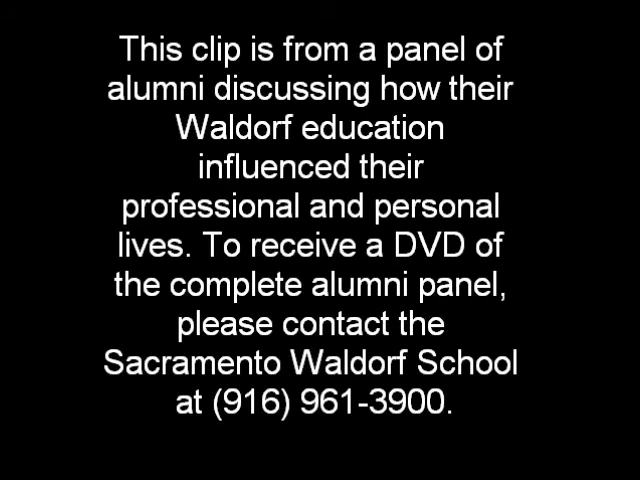 This clip is from a panel of
alumni discussing how their
Waldorf education
influenced their
professional and personal
lives. To receive a DVD of
the complete alumni panel,
please contact the
Sacramento Waldorf School
at (916) 961-3900.